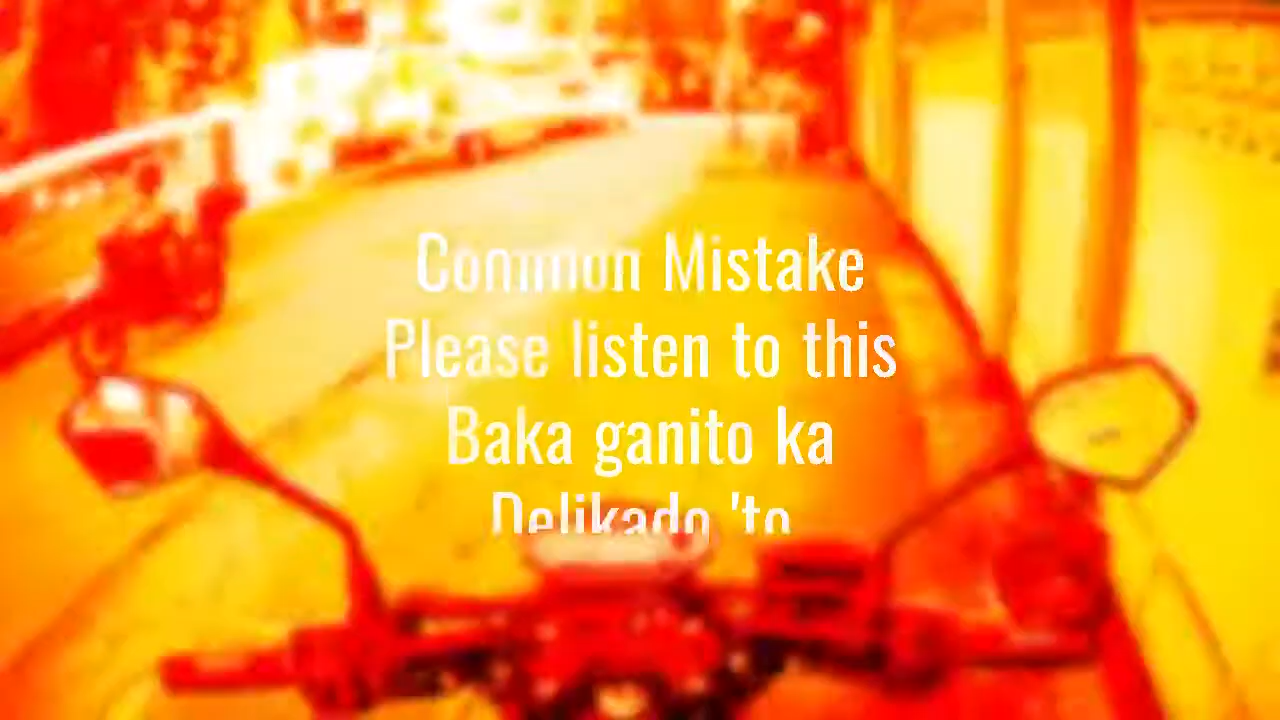 Common Mistake
Please listen to this
Baka ganito ka
Delikado 'to